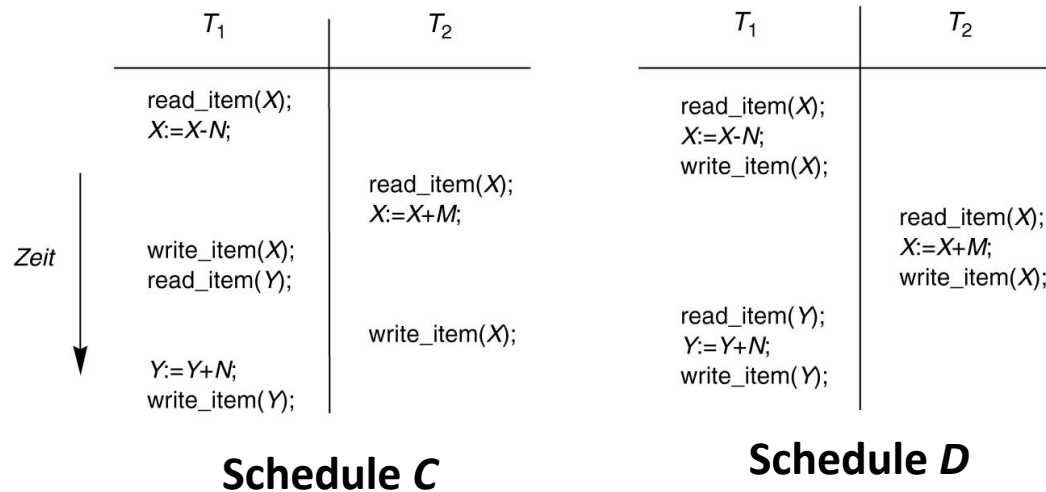 T1 T2
read_item(X);
X:=X-N;
read_item(X);
X:=X+M;
Zeit
write_item(X);
read_item(Y);
write_item(X);
Y:=Y+N;
write_item(Y);
Schedule C
T1 T2
read_item(X);
X:=X-N;
write_item(X);
read_item(X);
X:=X+M;
write_item(X);
read_item(Y);
Y:=Y+N;
write_item(Y);
Schedule D